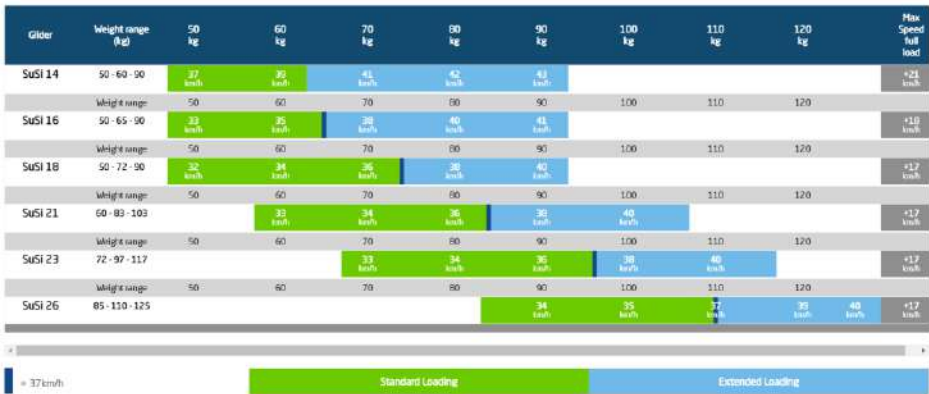 Glider Weight range (kg) 50 kg 60 kg 70 kg 80 kg 90 kg 100 kg 110 kg 120 kg Max Speed full load
SuSi 14 50 - 60 - 90 37 km/h 39 km/h 41 km/h 42 km/h 43 km/h +21 km/h
Weight range 50 60 70 80 90 100 110 120
SuSi 16 50 - 65 - 90 33 km/h 35 km/h 38 km/h 40 km/h 41 km/h km/h
Weight range 50 60 70 80 90 100 110 120
SuSi 18 50 - 72 - 90 32 km/h 34 km/h 36 km/h 38 km/h 40 km/h +17 km/h
Weight range 50 60 70 80 90 100 110 120
SuSi 21 60 - 83 - 103 33 km/h 34 km/h 36 km/h 38 km/h 40 km/h +17 km/h
Weight range 50 60 70 80 90 100 110 120
SuSi 23 72 - 97 - 117 33 km/h 34 km/h 36 km/h 38 km/h 40 km/h +17 km/h
Weight range 50 60 70 80 90 100 110 120
SuSi 26 85 - 110 - 125 34 km/h 35 km/h 37 km/h 39 km/h 40 km/h +17 km/h
= 37km/h Standard Loading Extended Loading